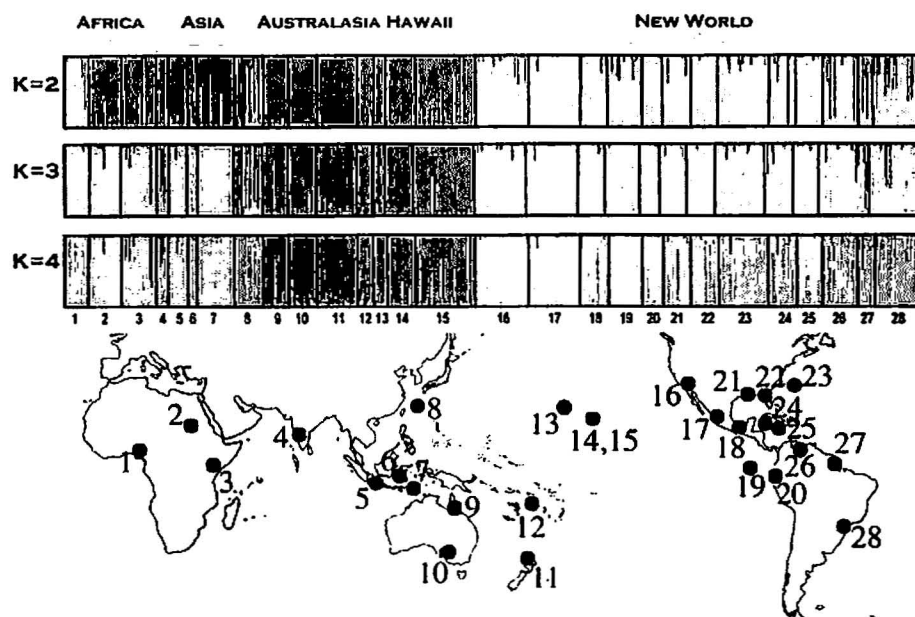 AFRICA ASIA AUSTRALASIA HAWAII NEW WORLD
K=2
K=3
K=4
1 2 3 4 5 6 7 8 9 10 11 12 13 14 15 16 17 18 19 20 21 22 23 24 25 26 27 28
8 16 21 22 23
2 13 17 24
4 14,15 18 25
1 6 7 27
3 19 26
5 9 12 20
10 11 28